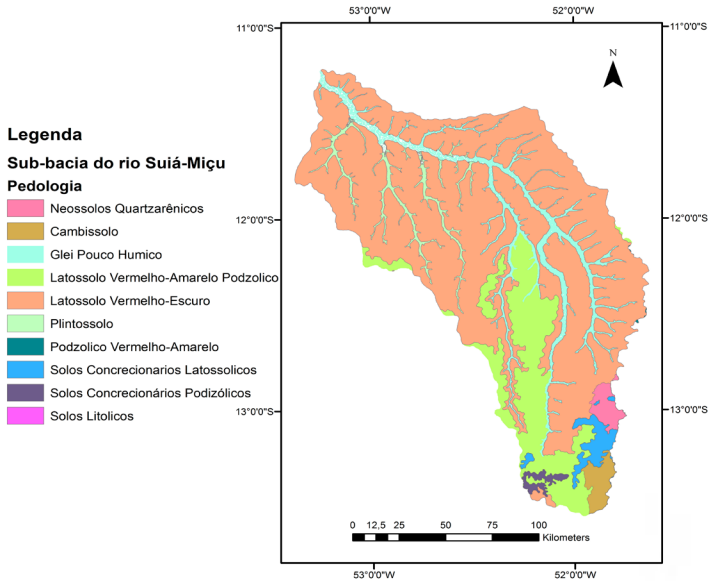 53°0'0"W 52°0'0"W
11°0'0"S 11°0'0"S
N
Legenda
Sub-bacia do rio Suiá-Miçu
Pedologia
Neossolos Quartzarênicos
Cambissolo
Glei Pouco Humico
Latossolo Vermelho-Amarelo Podzolico
Latossolo Vermelho-Escuro
Plintossolo
Podzolico Vermelho-Amarelo
Solos Concrecionarios Latossolicos
Solos Concrecionários Podizólicos
Solos Litolicos
12°0'0"S 12°0'0"S
13°0'0"S 13°0'0"S
0 12,5 25 50 75 100
Kilometers
53°0'0"W 52°0'0"W